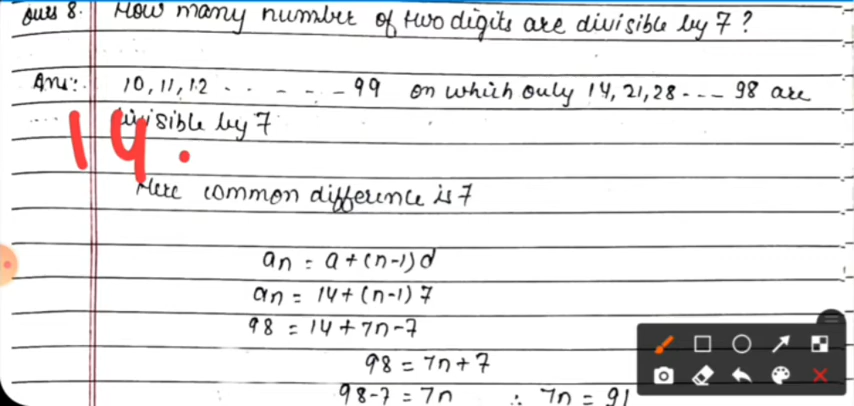 Ques 8. How many number of two digits are divisible by 7?
Ans:. 10, 11, 12 - - - - - - 99 on which only 14, 21, 28 - - - 98 are
divisible by 7
14.
Here common difference is 7
an = a + (n-1) d
an = 14 + (n-1) 7
98 = 14 + 7n - 7
98 = 7n + 7
98 - 7 = 7n ∴ 7n = 91